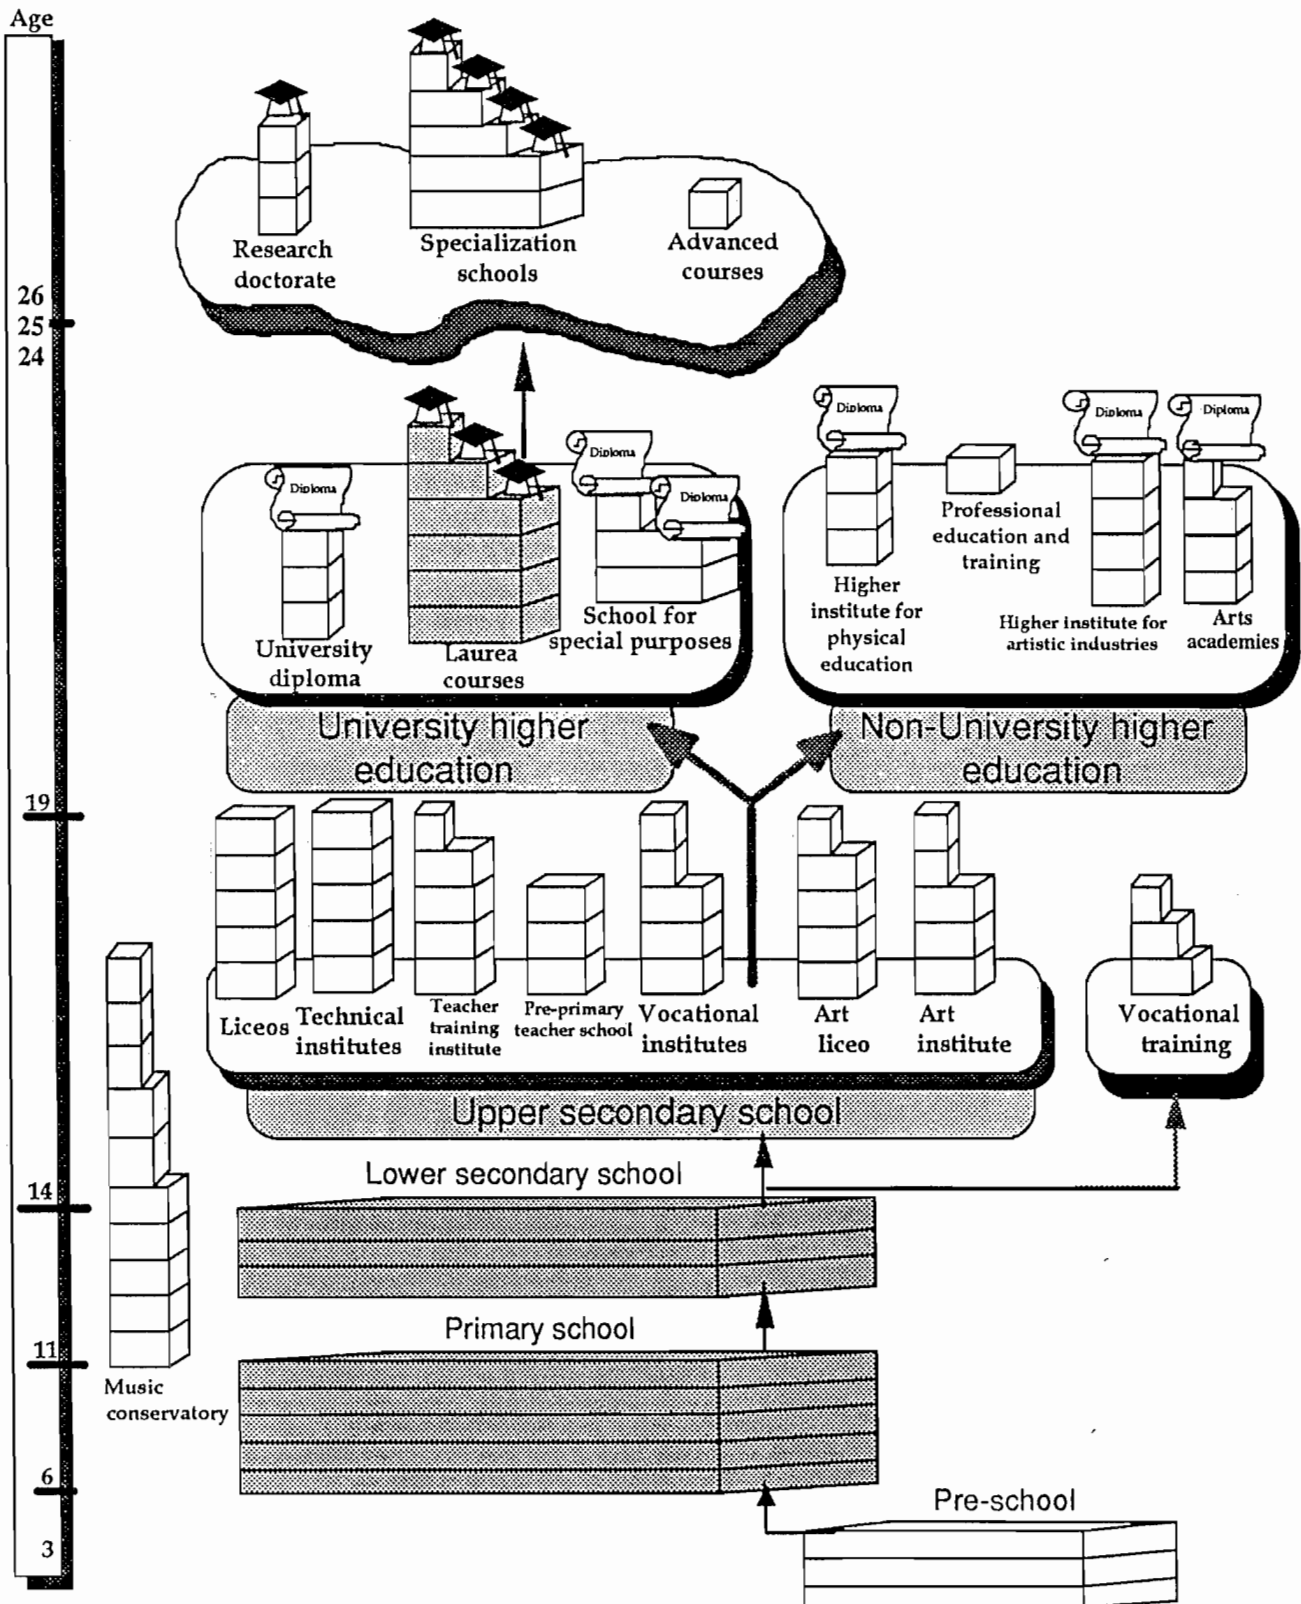 Age
Research
doctorate
Specialization
schools
Advanced
courses
26
25
24
Diploma
University
diploma
Laurea
courses
Diploma
Diploma
School for
special purposes
Diploma
Higher
institute for
physical
education
Professional
education and
training
Diploma
Higher institute for
artistic industries
Diploma
Arts
academies
University higher
education
Non-University higher
education
19
Liceos
Technical
institutes
Teacher
training
institute
Pre-primary
teacher school
Vocational
institutes
Art
liceo
Art
institute
Vocational
training
Upper secondary school
Lower secondary school
14
Primary school
11
Music
conservatory
6
Pre-school
3